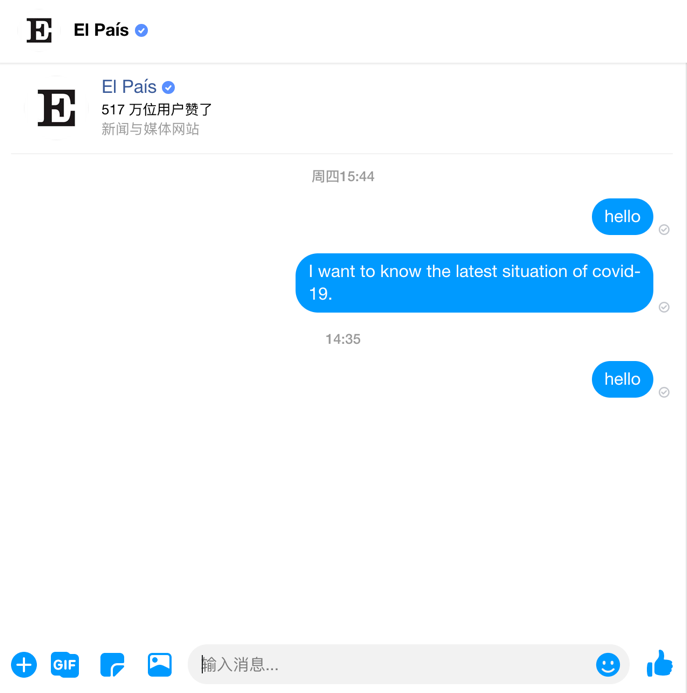 E El País
E El País
517 万位用户赞了
新闻与媒体网站
周四15:44
hello
I want to know the latest situation of covid-
19.
14:35
hello
GIF 输入消息...